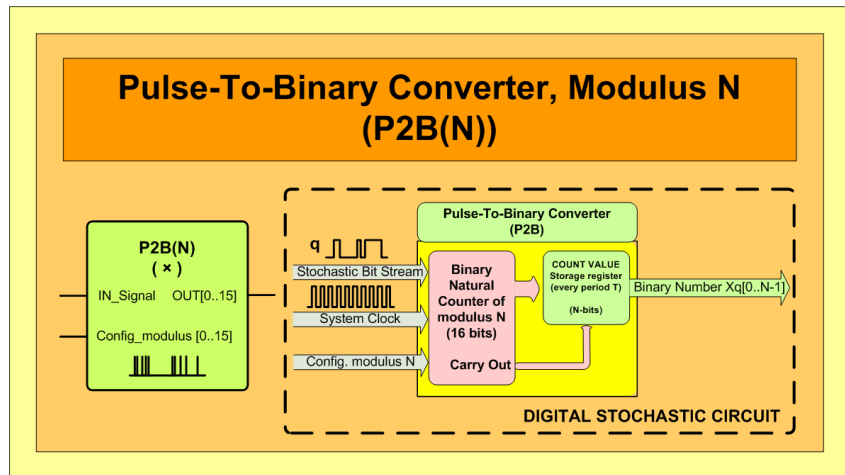 Pulse-To-Binary Converter, Modulus N
(P2B(N))
P2B(N)
( × )
IN_Signal OUT[0..15]
Config_modulus [0..15]
q
Stochastic Bit Stream
System Clock
Config. modulus N
Pulse-To-Binary Converter
(P2B)
Binary
Natural
Counter of
modulus N
(16 bits)
Carry Out
COUNT VALUE
Storage register
(every period T)
(N-bits)
Binary Number Xq[0..N-1]
DIGITAL STOCHASTIC CIRCUIT